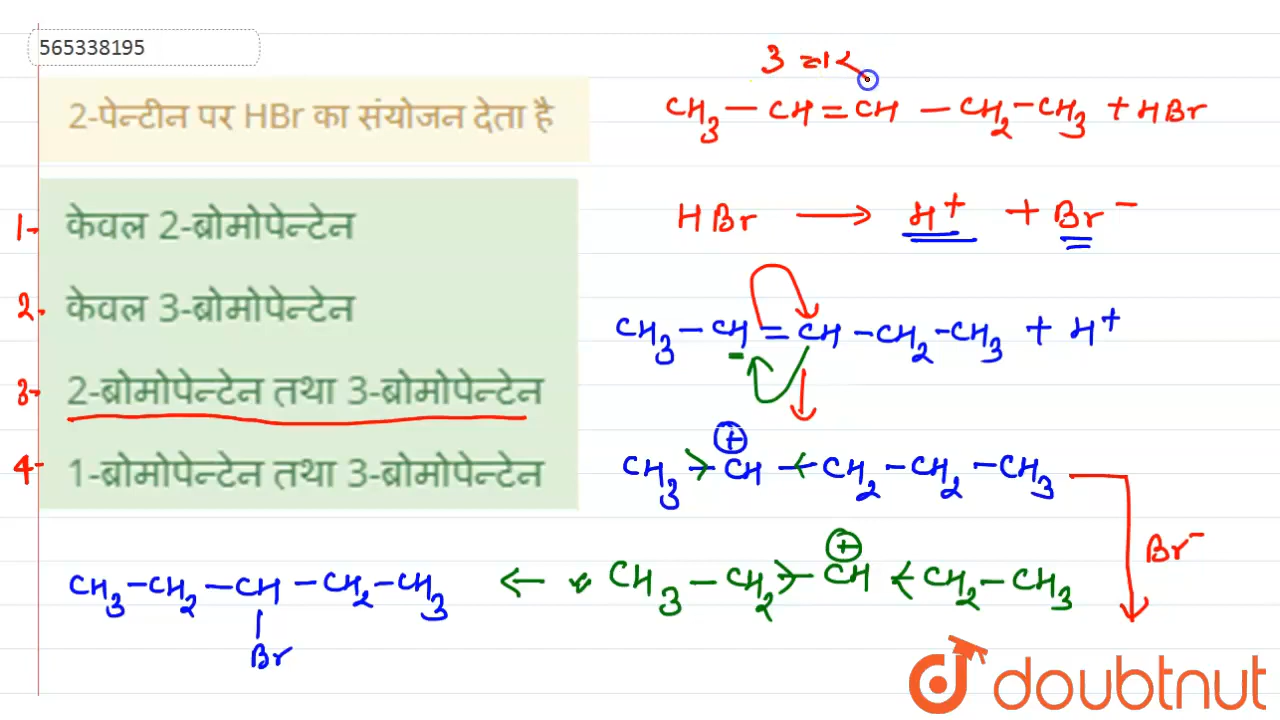 565338195
2-पेन्टीन पर HBr का संयोजन देता है
1- केवल 2-ब्रोमोपेन्टेन
2. केवल 3-ब्रोमोपेन्टेन
3- 2-ब्रोमोपेन्टेन तथा 3-ब्रोमोपेन्टेन
4- 1-ब्रोमोपेन्टेन तथा 3-ब्रोमोपेन्टेन
CH3 — CH = CH — CH2 — CH3 + HBr
HBr → H+ + Br−
CH3 — CH = CH — CH2 — CH3 + H+
CH3 — CH — CH2 — CH2 — CH3
+
Br−
CH3 — CH2 — CH — CH2 — CH3
+
CH3 — CH2 — CH — CH2 — CH3
Br
doubtnut